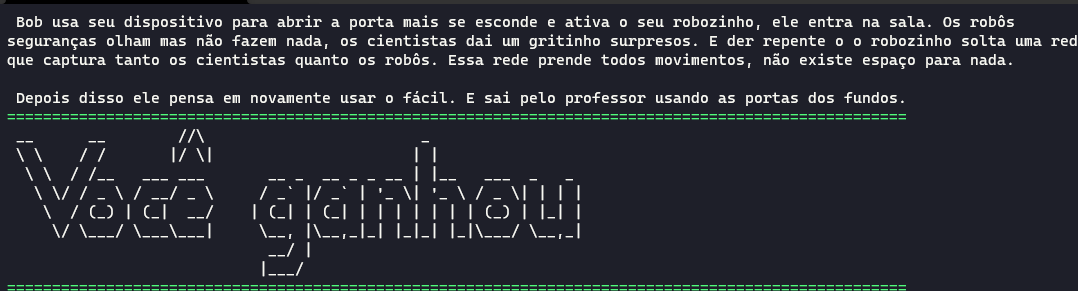 Bob usa seu dispositivo para abrir a porta mais se esconde e ativa o seu robozinho, ele entra na sala. Os robôs
seguranças olham mas não fazem nada, os cientistas dai um gritinho surpresos. E der repente o o robozinho solta uma red
que captura tanto os cientistas quanto os robôs. Essa rede prende todos movimentos, não existe espaço para nada.
Depois disso ele pensa em novamente usar o fácil. E sai pelo professor usando as portas dos fundos.
Você ganhou